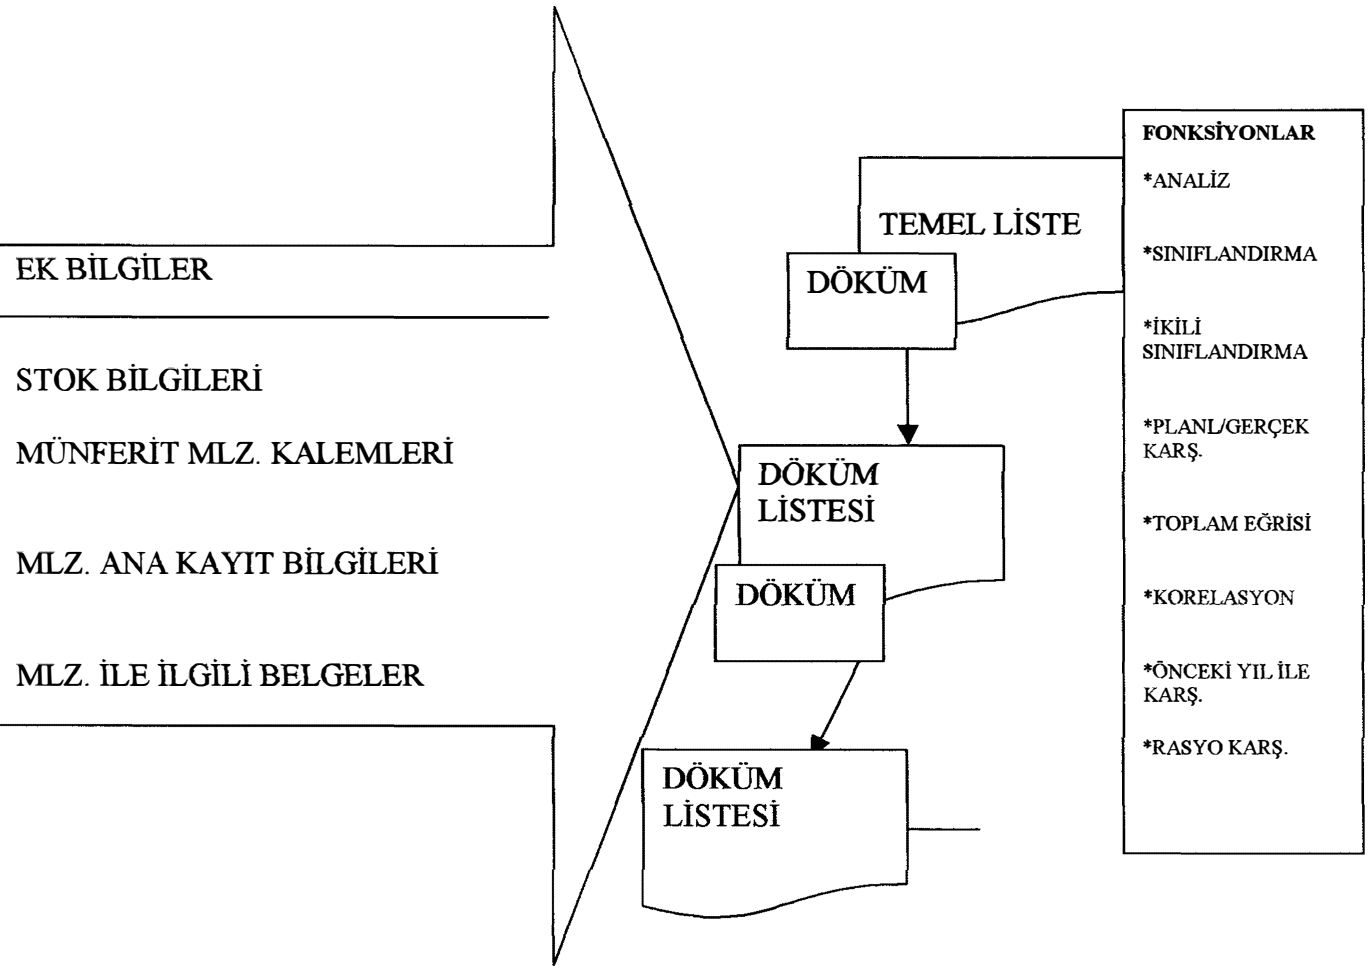 EK BİLGİLER
STOK BİLGİLERİ
MÜNFERİT MLZ. KALEMLERİ
MLZ. ANA KAYIT BİLGİLERİ
MLZ. İLE İLGİLİ BELGELER
TEMEL LİSTE
DÖKÜM
DÖKÜM
LİSTESİ
DÖKÜM
DÖKÜM
LİSTESİ
FONKSİYONLAR
*ANALİZ
*SINIFLANDIRMA
*İKİLİ
SINIFLANDIRMA
*PLANL/GERÇEK
KARŞ.
*TOPLAM EĞRİSİ
*KORELASYON
*ÖNCEKİ YIL İLE
KARŞ.
*RASYO KARŞ.